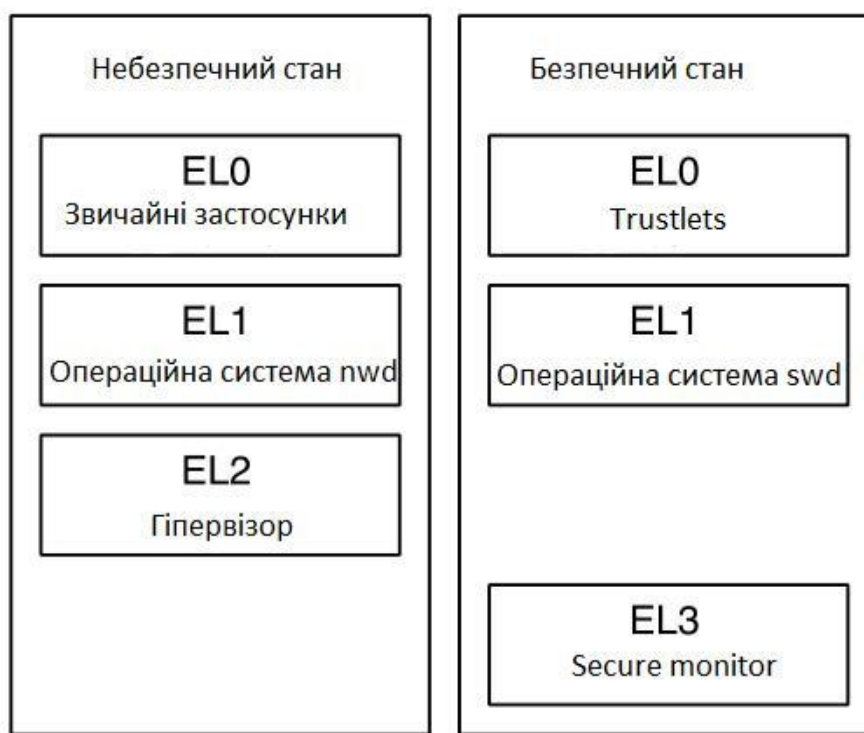 Небезпечний стан
EL0
Звичайні застосунки
EL1
Операційна система nwd
EL2
Гіпервізор
Безпечний стан
EL0
Trustlets
EL1
Операційна система swd
EL3
Secure monitor